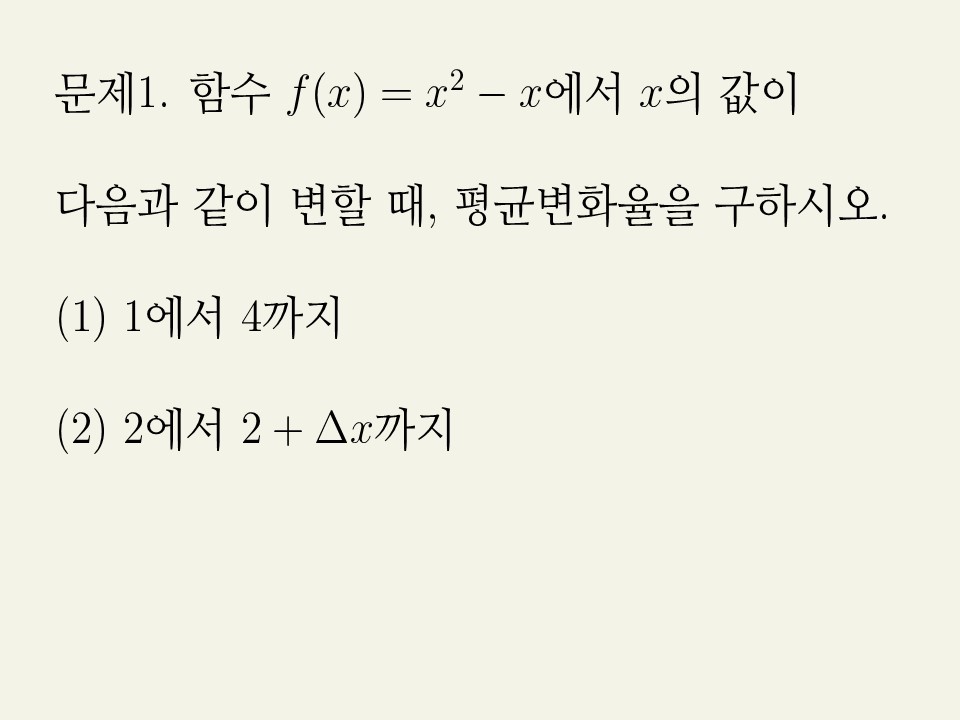 문제1. 함수 $f(x) = x^2 - x$에서 $x$의 값이
다음과 같이 변할 때, 평균변화율을 구하시오.
(1) 1에서 4까지
(2) 2에서 $2 + \Delta x$까지